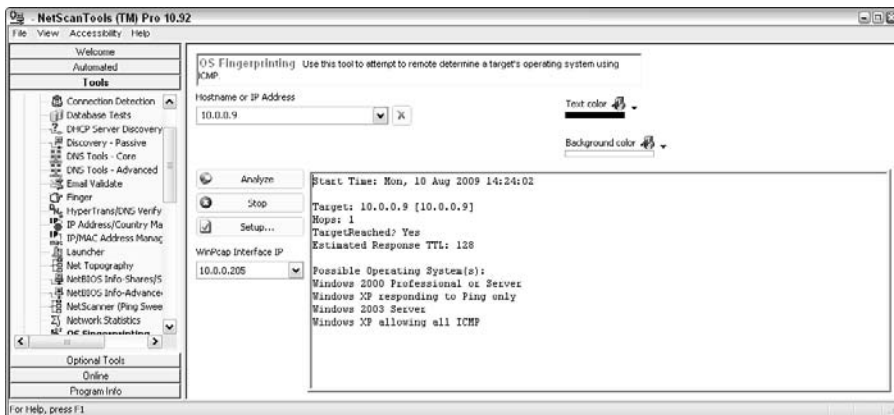 NetScanTools (TM) Pro 10.92
File View Accessibility Help
Welcome
Automated
Tools
Connection Detection
Database Tests
DHCP Server Discovery
Discovery - Passive
DNS Tools - Core
DNS Tools - Advanced
Email Validate
Finger
HyperTrans/DNS Verify
IP Address/Country Ma
IP/MAC Address Manag
Launcher
Net Topography
NetBIOS Info-Shares/S
NetBIOS Info-Advance
NetScanner (Ping Swee
Network Statistics
OS Fingerprinting
Optional Tools
Online
Program Info
OS Fingerprinting Use this tool to attempt to remote determine a target's operating system using
ICMP.
Hostname or IP Address
10.0.0.9
Text color
Background color
Analyze
Stop
Setup...
WinPcap Interface IP
10.0.0.205
Start Time: Mon, 10 Aug 2009 14:24:02
Target: 10.0.0.9 [10.0.0.9]
Hops: 1
TargetReached? Yes
Estimated Response TTL: 128
Possible Operating System(s):
Windows 2000 Professional or Server
Windows XP responding to Ping only
Windows 2003 Server
Windows XP allowing all ICMP
For Help, press F1